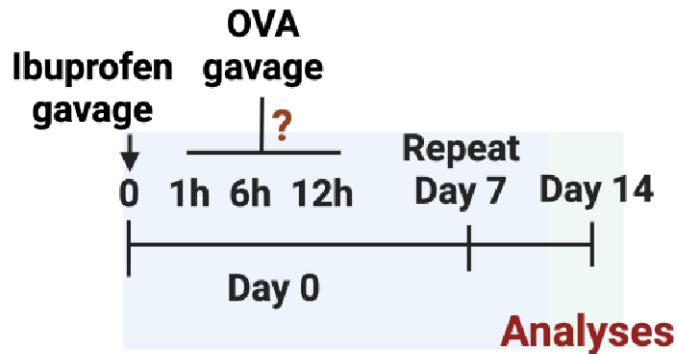 OVA
Ibuprofen gavage
gavage
?
Repeat
0 1h 6h 12h Day 7 Day 14
Day 0
Analyses